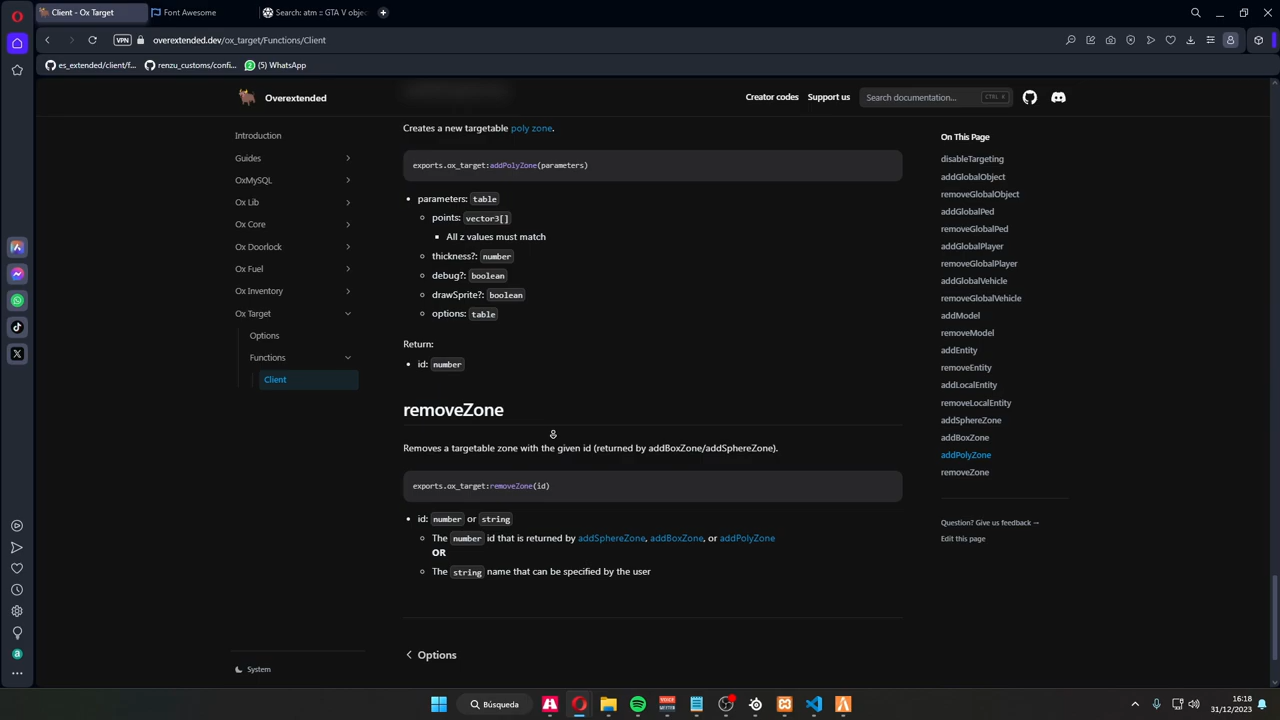 Client - Ox Target
Font Awesome
Search: atm :: GTA V obje
VPN
overextended.dev/ox_target/Functions/Client
es_extended/client/f...
renzu_customs/confi...
(5) WhatsApp
Overextended
Creator codes
Support us
Search documentation...
CTRL K
Introduction
Guides
OxMySQL
Ox Lib
Ox Core
Ox Doorlock
Ox Fuel
Ox Inventory
Ox Target
Options
Functions
Client
System
Creates a new targetable poly zone.
exports.ox_target:addPolyZone(parameters)
parameters: table
points: vector3[]
All z values must match
thickness?: number
debug?: boolean
drawSprite?: boolean
options: table
Return:
id: number
removeZone
Removes a targetable zone with the given id (returned by addBoxZone/addSphereZone).
exports.ox_target:removeZone(id)
id: number or string
The number id that is returned by addSphereZone, addBoxZone, or addPolyZone
OR
The string name that can be specified by the user
Options
On This Page
disableTargeting
addGlobalObject
removeGlobalObject
addGlobalPed
removeGlobalPed
addGlobalPlayer
removeGlobalPlayer
addGlobalVehicle
removeGlobalVehicle
addModel
removeModel
addEntity
removeEntity
addLocalEntity
removeLocalEntity
addSphereZone
addBoxZone
addPolyZone
removeZone
Question? Give us feedback →
Edit this page
Búsqueda
16:18
31/12/2023